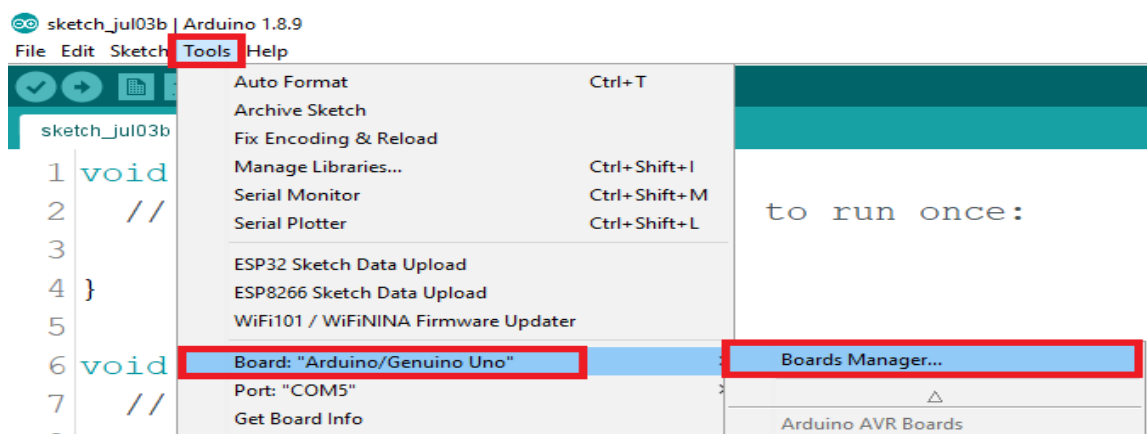 sketch_jul03b | Arduino 1.8.9
File Edit Sketch Tools Help
sketch_jul03b
Auto Format Ctrl+T
Archive Sketch
Fix Encoding & Reload
Manage Libraries... Ctrl+Shift+I
Serial Monitor Ctrl+Shift+M
Serial Plotter Ctrl+Shift+L
ESP32 Sketch Data Upload
ESP8266 Sketch Data Upload
WiFi101 / WiFiNINA Firmware Updater
Board: "Arduino/Genuino Uno"
Port: "COM5"
Get Board Info
Boards Manager...
Arduino AVR Boards
1 void
2 // to run once:
3
4 }
5
6 void
7 //